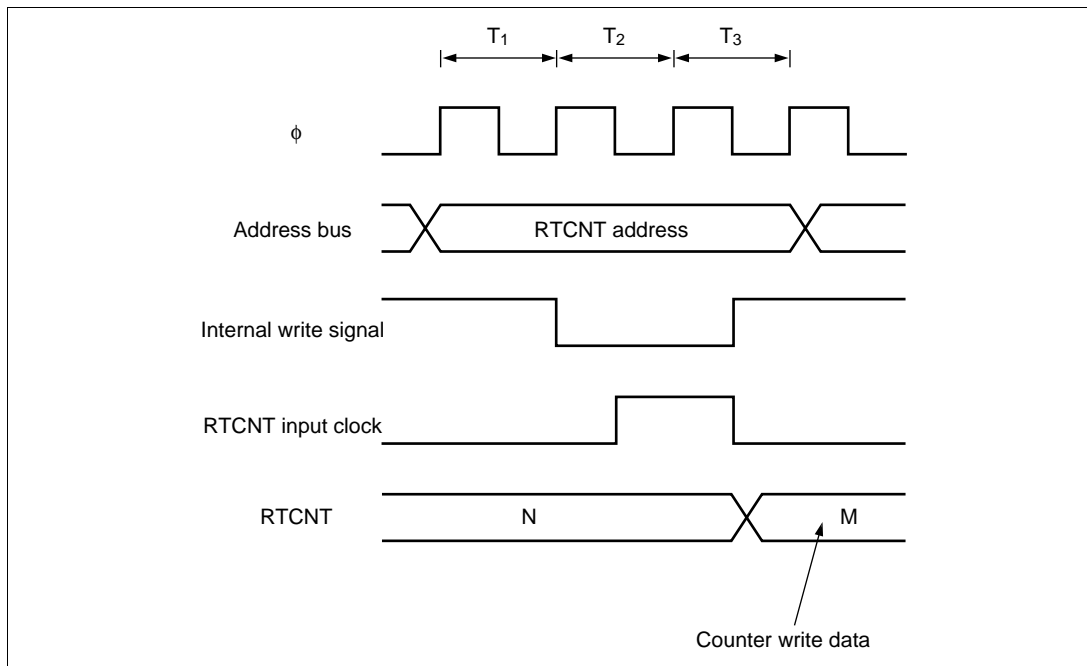 T1 T2 T3
ϕ
Address bus
RTCNT address
Internal write signal
RTCNT input clock
RTCNT
N
M
Counter write data